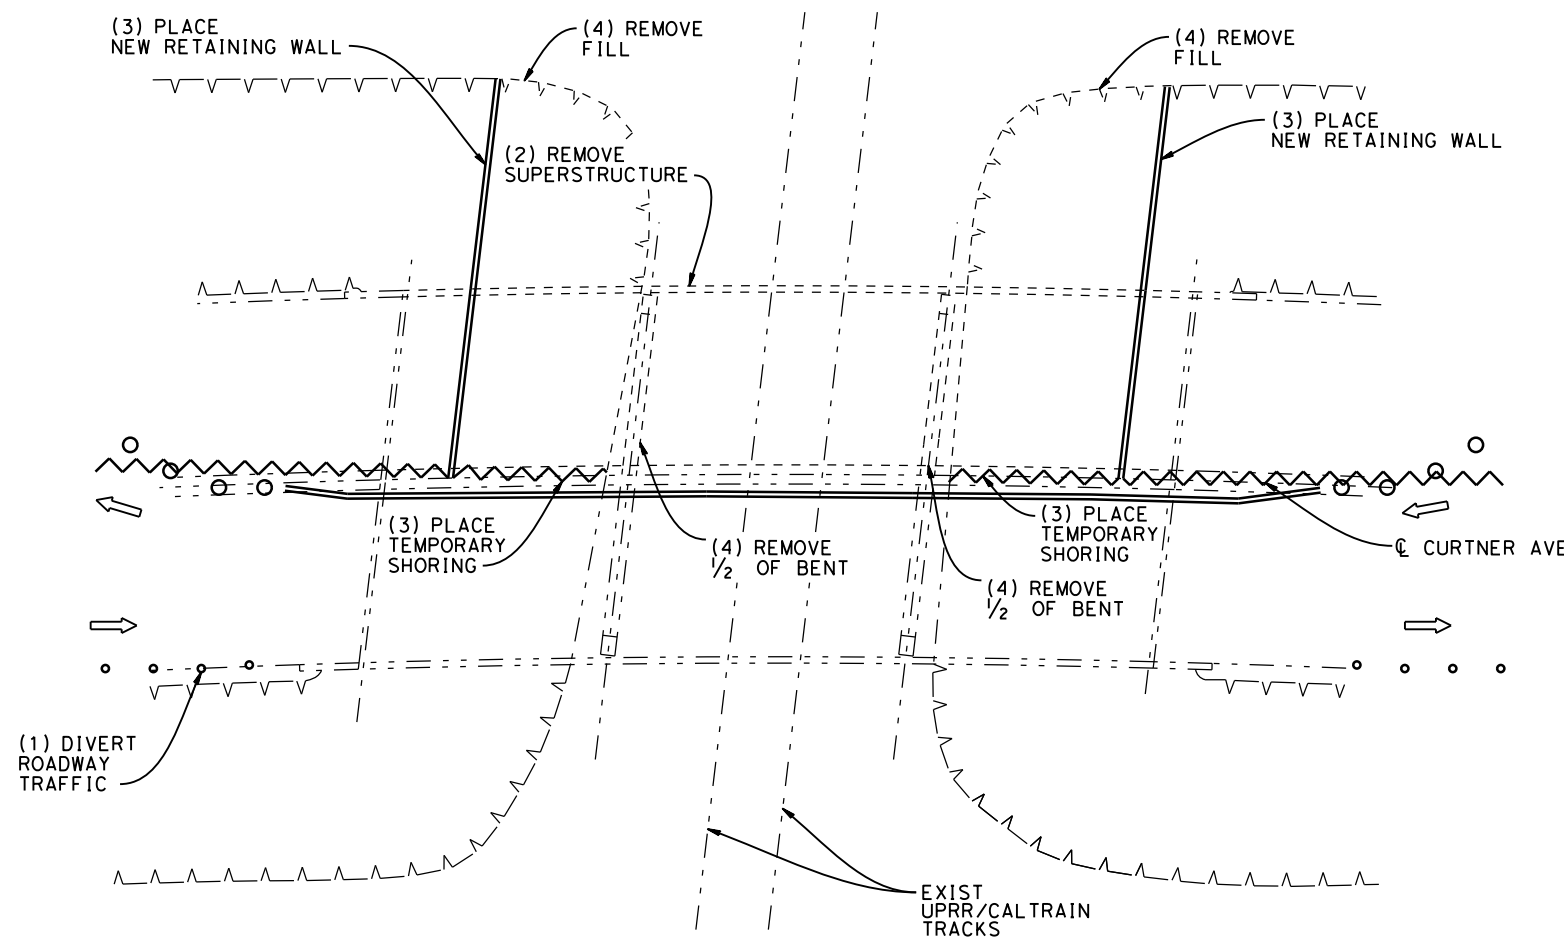 (3) PLACE
NEW RETAINING WALL
(4) REMOVE
FILL
(4) REMOVE
FILL
(3) PLACE
NEW RETAINING WALL
(2) REMOVE
SUPERSTRUCTURE
(3) PLACE
TEMPORARY
SHORING
(4) REMOVE
1/2 OF BENT
(3) PLACE
TEMPORARY
SHORING
℄ CURTNER AVE
(4) REMOVE
1/2 OF BENT
(1) DIVERT
ROADWAY
TRAFFIC
EXIST
UPRR/CALTRAIN
TRACKS